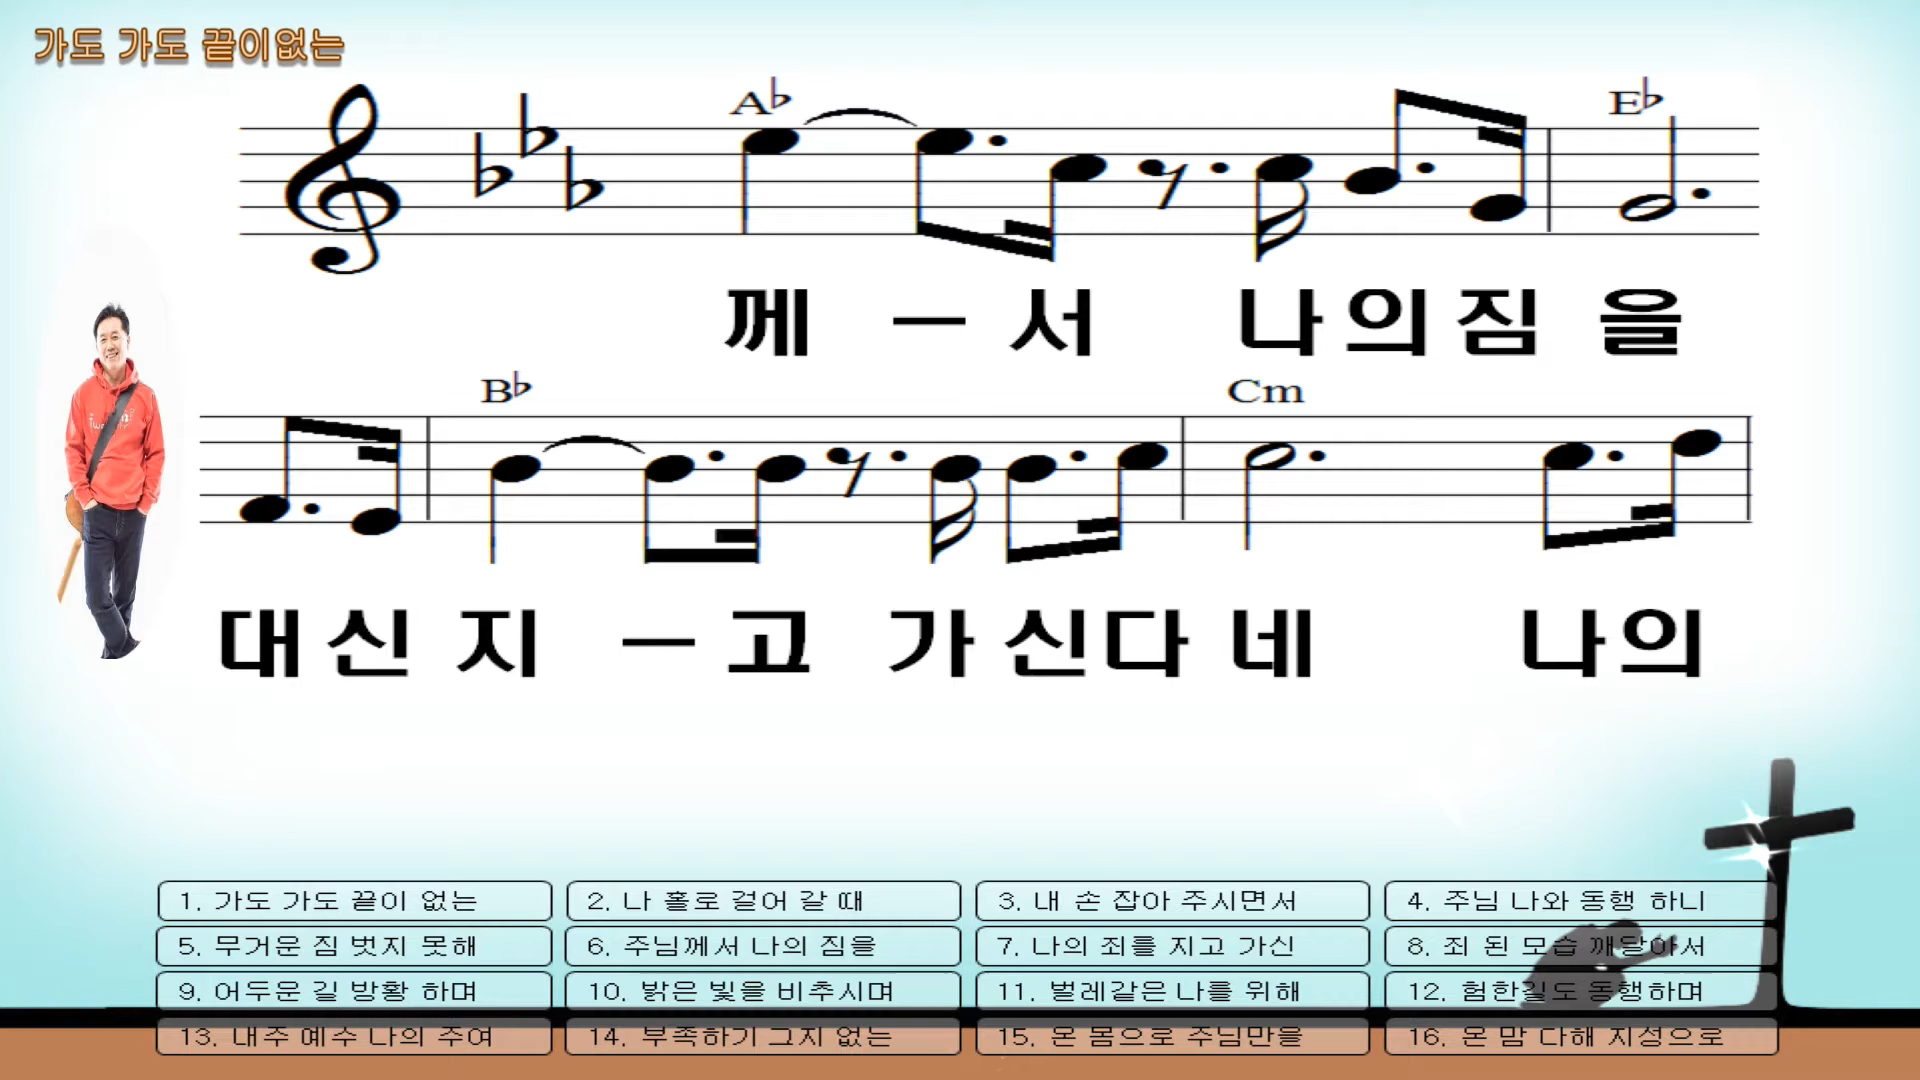 가도 가도 끝이없는
A♭ E♭
께 – 서 나의짐 을
B♭ Cm
대신 지 – 고 가신다 네 나의
1. 가도 가도 끝이 없는
2. 나 홀로 걸어 갈 때
3. 내 손 잡아 주시면서
4. 주님 나와 동행 하니
5. 무거운 짐 벗지 못해
6. 주님께서 나의 짐을
7. 나의 죄를 지고 가신
8. 죄 된 모습 깨달아서
9. 어두운 길 방황 하며
10. 밝은 빛을 비추시며
11. 벌레같은 나를 위해
12. 험한길도 동행하며
13. 내주 예수 나의 주여
14. 부족하기 그지 없는
15. 온 몸으로 주님만을
16. 온 맘 다해 지성으로